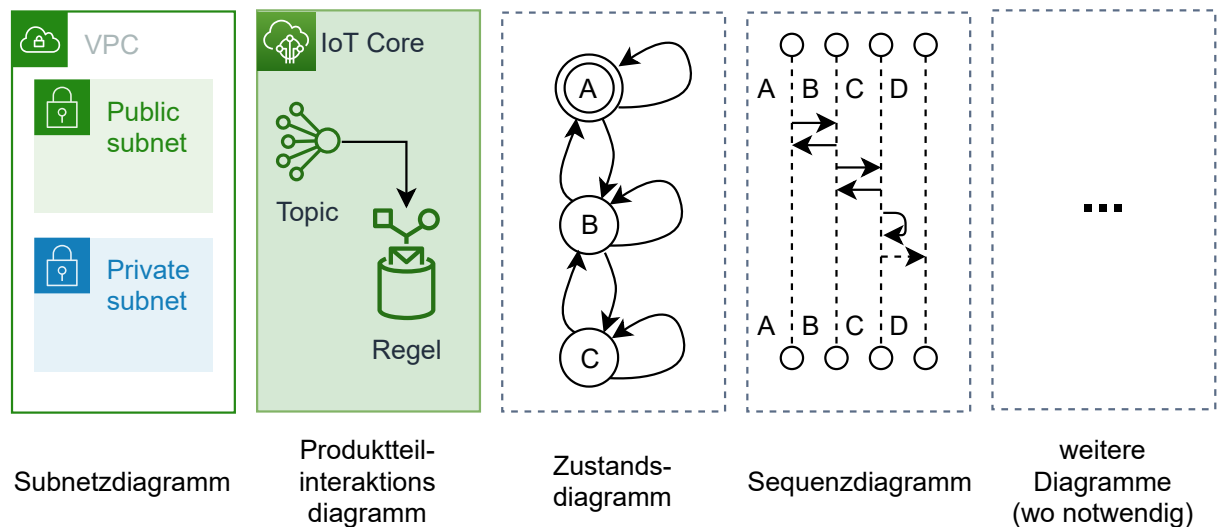 VPC
Public
subnet
Private
subnet
IoT Core
Topic
Regel
A
B
C
A B C D
A B C D
...
Subnetzdiagramm
Produktteil-
interaktions
diagramm
Zustands-
diagramm
Sequenzdiagramm
weitere
Diagramme
(wo notwendig)